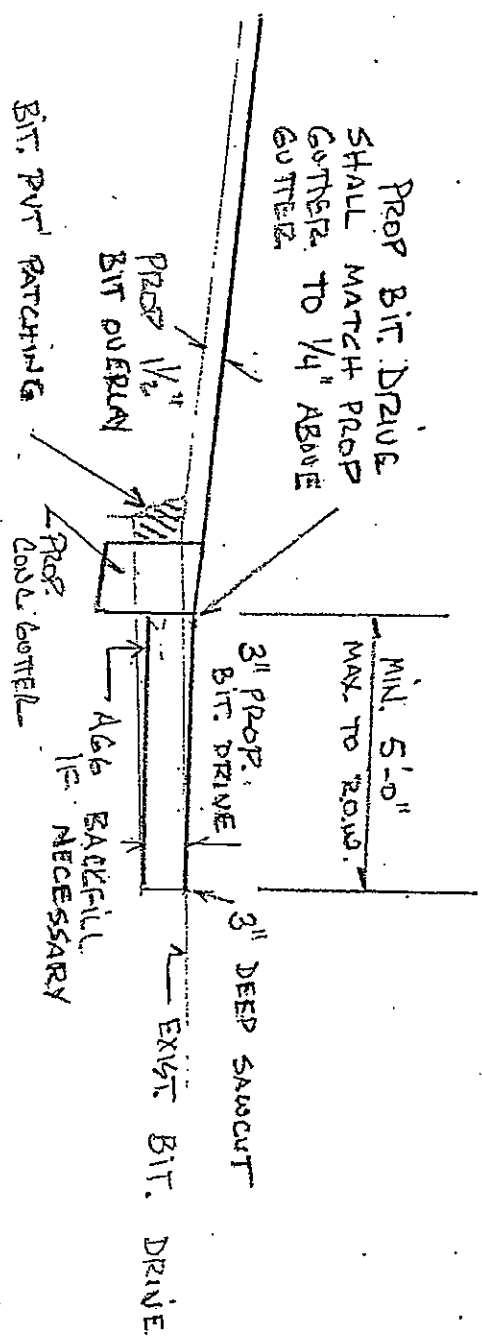 PROP BIT. DRIVE
SHALL MATCH PROP
GUTTER TO 1/4" ABOVE
GUTTER
MIN. 5'-0"
MAX. TO R.O.W.
PROP 1 1/2"
BIT OVERLAY
3" PROP.
BIT. DRIVE
3" DEEP SAWCUT
BIT. PVT PATCHING
PROP.
CONC GUTTER
AGG BACKFILL
IF NECESSARY
EXIST. BIT. DRIVE